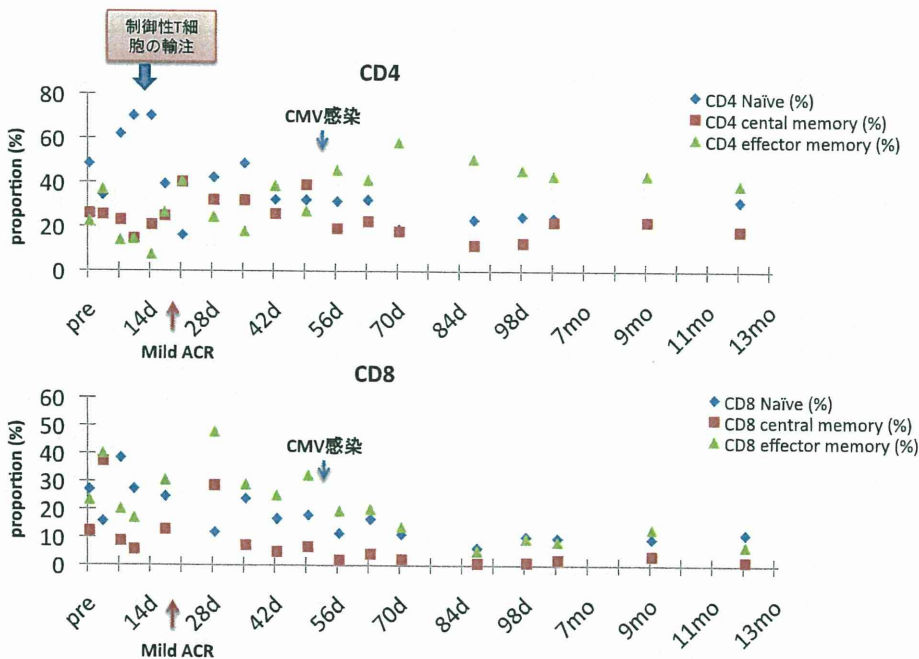 制御性T細
胞の輸注
CD4
80
60
40
20
0
proportion (%)
CMV感染
CD4 Naïve (%)
CD4 cental memory (%)
CD4 effector memory (%)
pre
14d
28d
42d
56d
70d
84d
98d
7mo
9mo
11mo
13mo
Mild ACR
CD8
60
50
40
30
20
10
0
proportion (%)
CMV感染
CD8 Naïve (%)
CD8 central memory (%)
CD8 effector memory (%)
pre
14d
28d
42d
56d
70d
84d
98d
7mo
9mo
11mo
13mo
Mild ACR